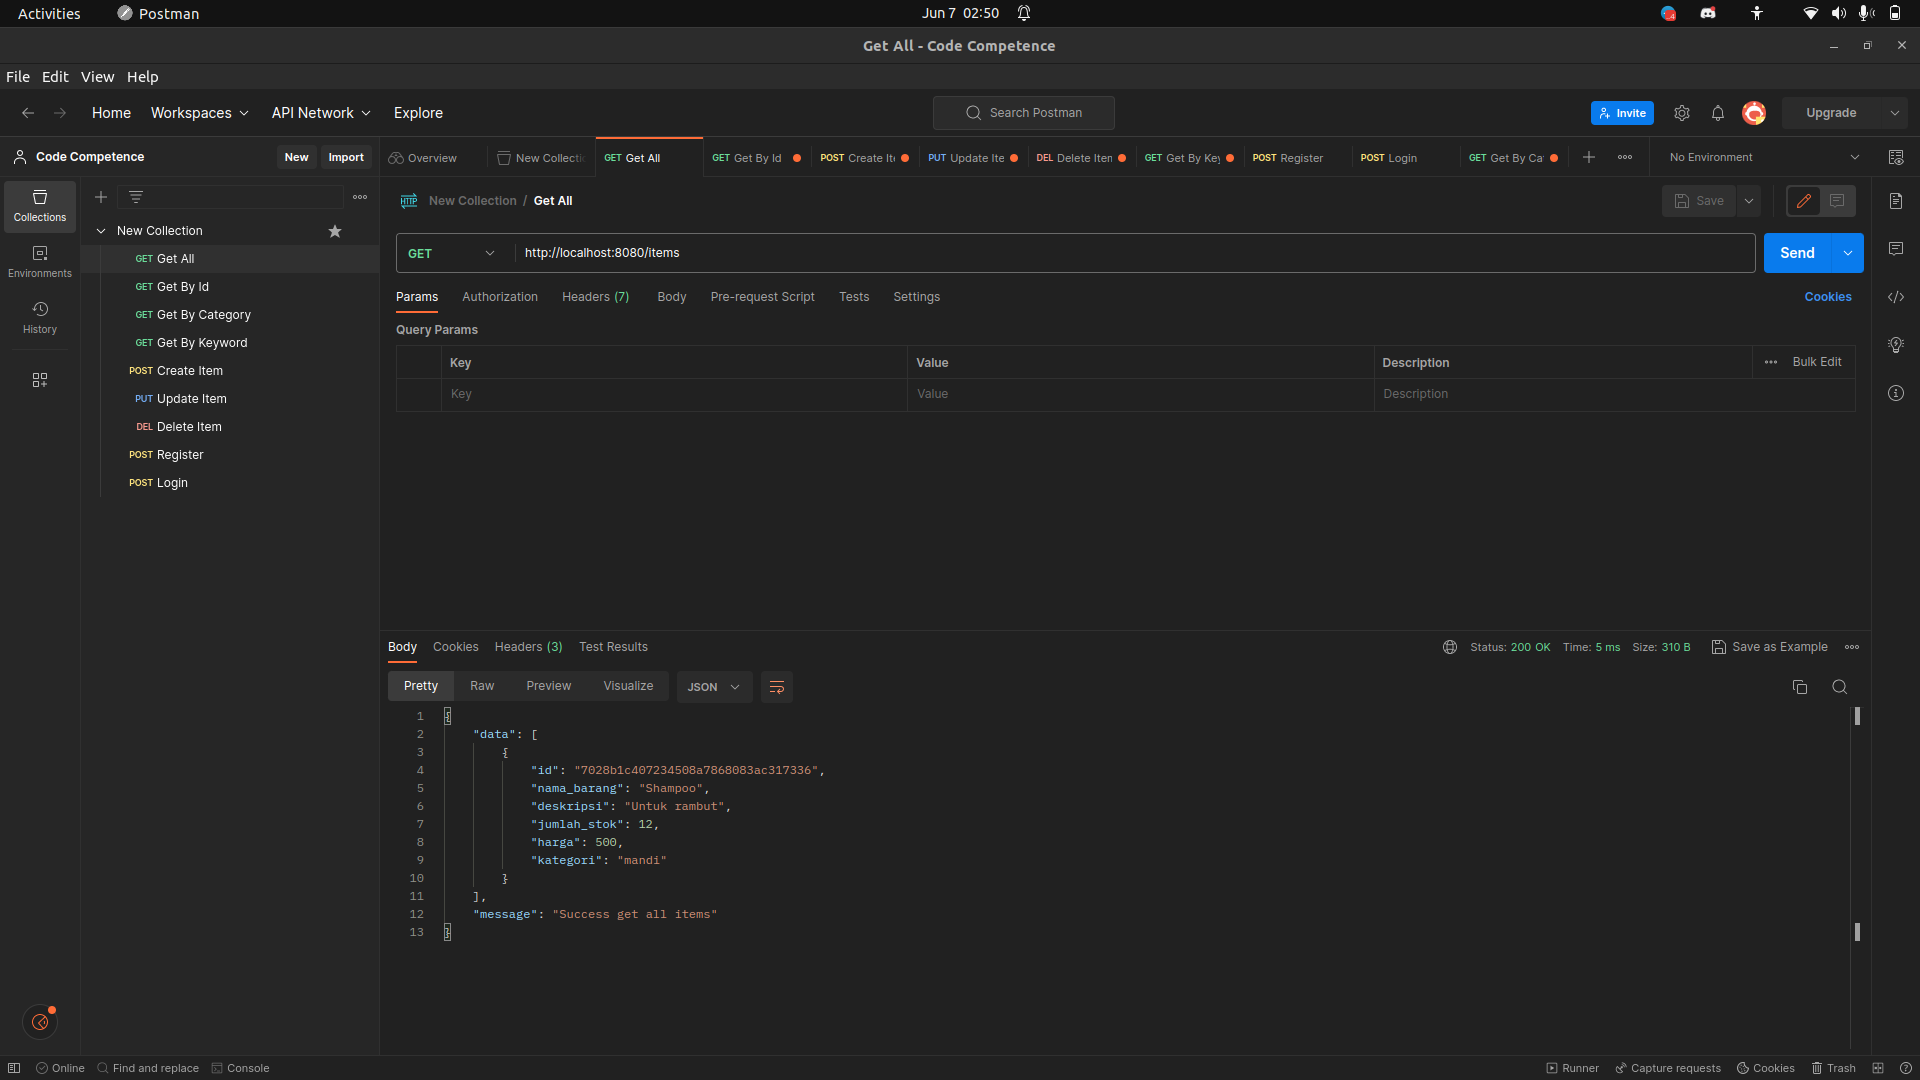 Activities Postman Jun 7 02:50
Get All - Code Competence
File Edit View Help
Home Workspaces API Network Explore Search Postman Invite Upgrade
Code Competence New Import Overview New Collectic GET Get All GET Get By Id POST Create Ite PUT Update Ite DEL Delete Item GET Get By Key POST Register POST Login GET Get By Cat No Environment
Collections
Environments
History
New Collection
GET Get All
GET Get By Id
GET Get By Category
GET Get By Keyword
POST Create Item
PUT Update Item
DEL Delete Item
POST Register
POST Login
HTTP New Collection / Get All Save
GET http://localhost:8080/items Send
Params Authorization Headers (7) Body Pre-request Script Tests Settings Cookies
Query Params
Key Value Description Bulk Edit
Key Value Description
Body Cookies Headers (3) Test Results Status: 200 OK Time: 5 ms Size: 310 B Save as Example
Pretty Raw Preview Visualize JSON
1 {
2 "data": [
3 {
4 "id": "7028b1c407234508a7868083ac317336",
5 "nama_barang": "Shampoo",
6 "deskripsi": "Untuk rambut",
7 "jumlah_stok": 12,
8 "harga": 500,
9 "kategori": "mandi"
10 }
11 ],
12 "message": "Success get all items"
13 }
Online Find and replace Console Runner Capture requests Cookies Trash